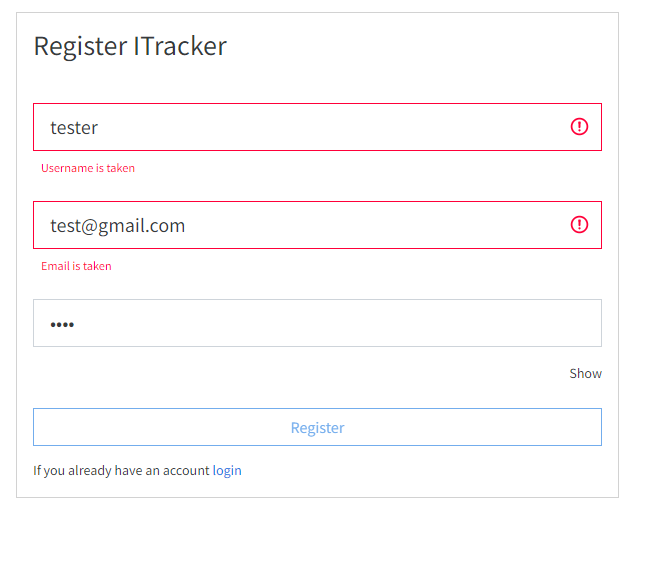 Register ITracker
tester
Username is taken
test@gmail.com
Email is taken
••••
Show
Register
If you already have an account login